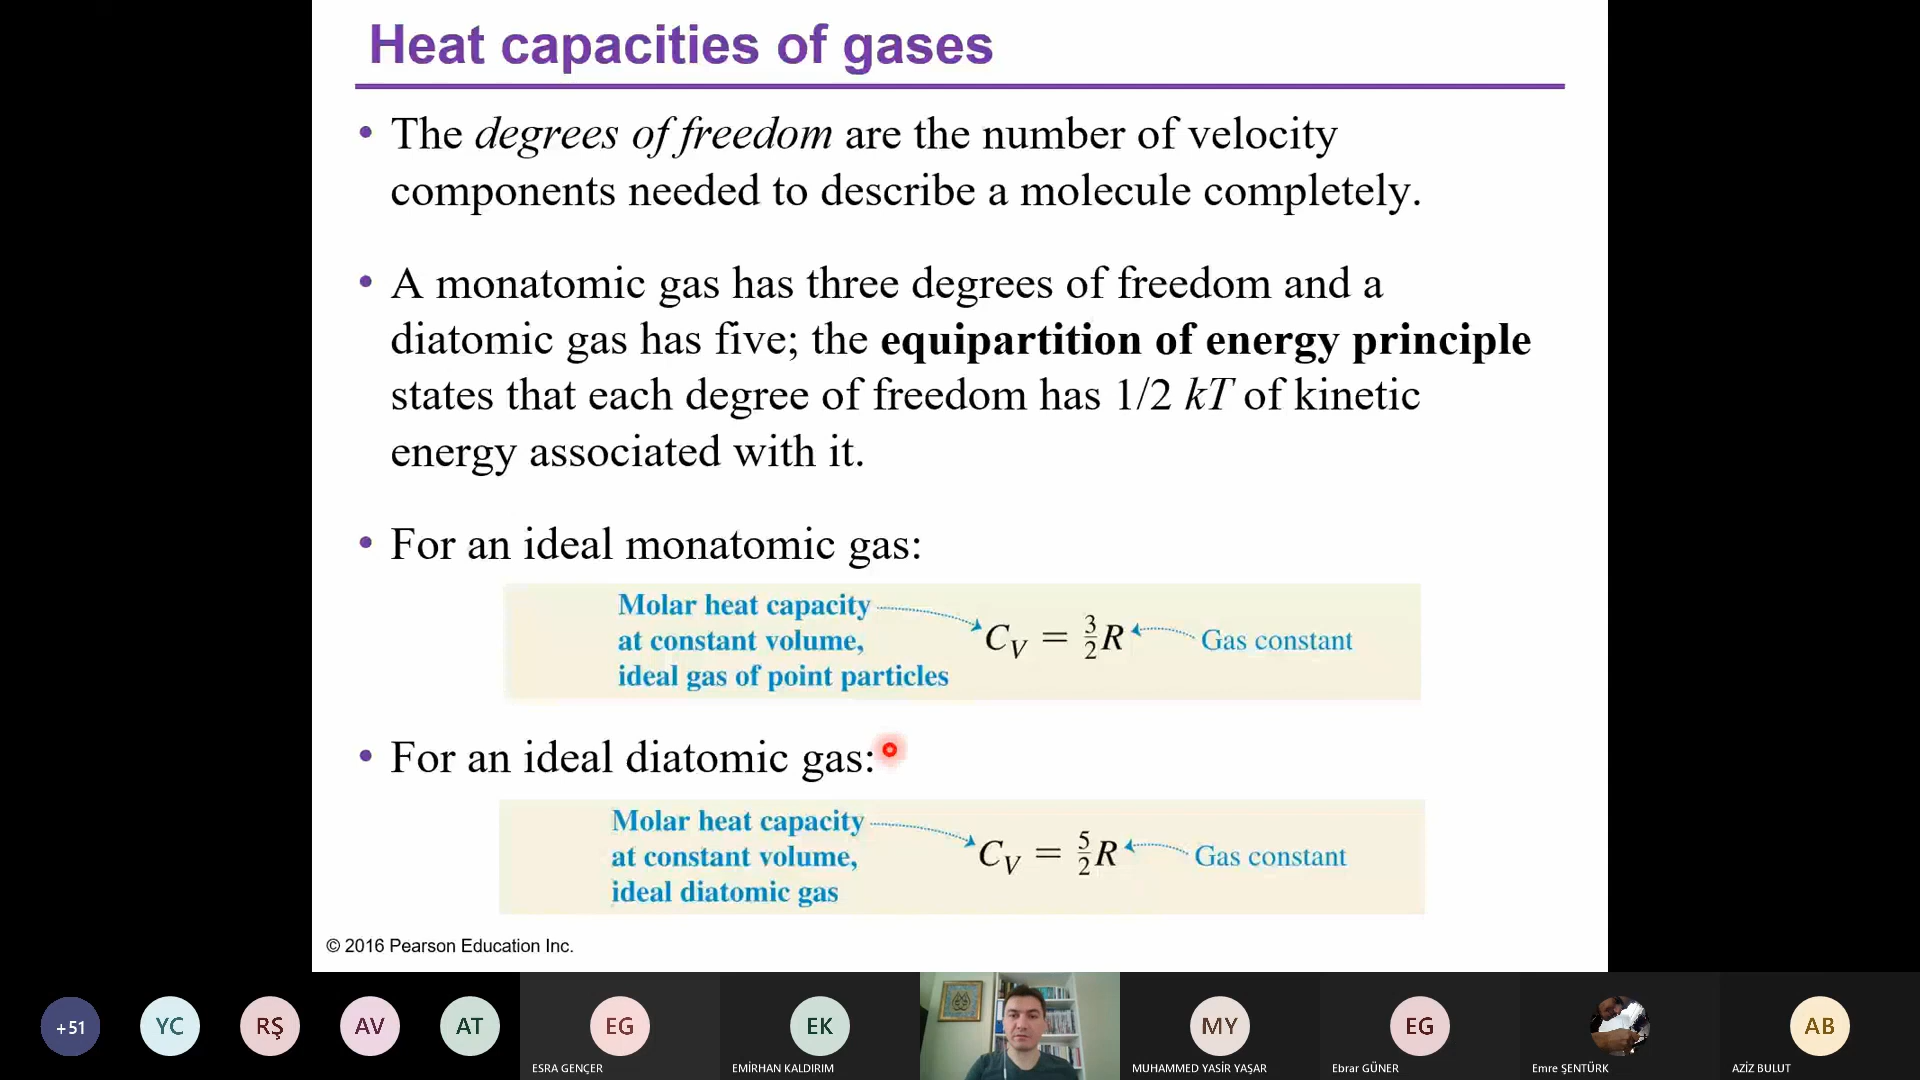 Heat capacities of gases
• The degrees of freedom are the number of velocity
components needed to describe a molecule completely.
• A monatomic gas has three degrees of freedom and a
diatomic gas has five; the equipartition of energy principle
states that each degree of freedom has 1/2 kT of kinetic
energy associated with it.
• For an ideal monatomic gas:
Molar heat capacity
at constant volume,
ideal gas of point particles
C_V = 3/2 R
Gas constant
• For an ideal diatomic gas:
Molar heat capacity
at constant volume,
ideal diatomic gas
C_V = 5/2 R
Gas constant
© 2016 Pearson Education Inc.
+51
YC
RŞ
AV
AT
EG
ESRA GENÇER
EK
EMİRHAN KALDIRIM
MY
MUHAMMED YASİR YAŞAR
EG
Ebrar GÜNER
Emre ŞENTÜRK
AB
AZİZ BULUT